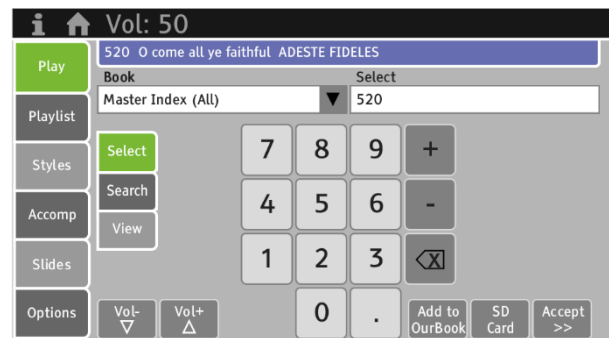 i Vol: 50
Play
520 O come all ye faithful ADESTE FIDELES
Book Select
Master Index (All) ▼ 520
Playlist
Styles
Accomp
Slides
Options
Select
Search
View
7 8 9 +
4 5 6 -
1 2 3 ⌫
0 .
Vol- ▽
Vol+ △
Add to
OurBook
SD
Card
Accept
>>